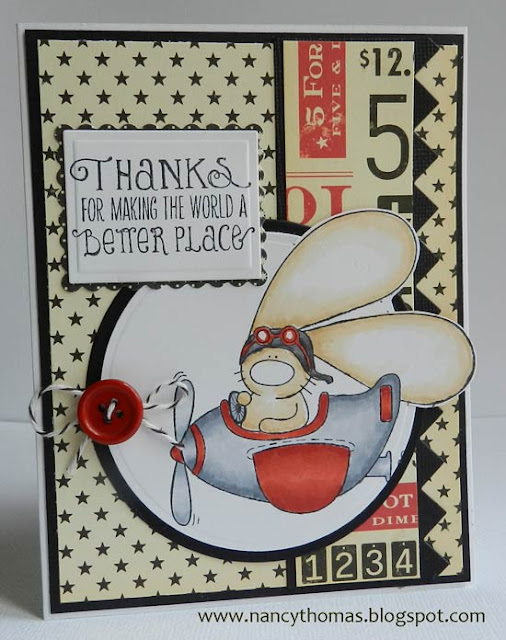 THANKS
FOR MAKING THE WORLD A
BETTER PLACE
5 FOR
FIVE & D
$12.
5
OT
DIME
1234
www.nancythomas.blogspot.com